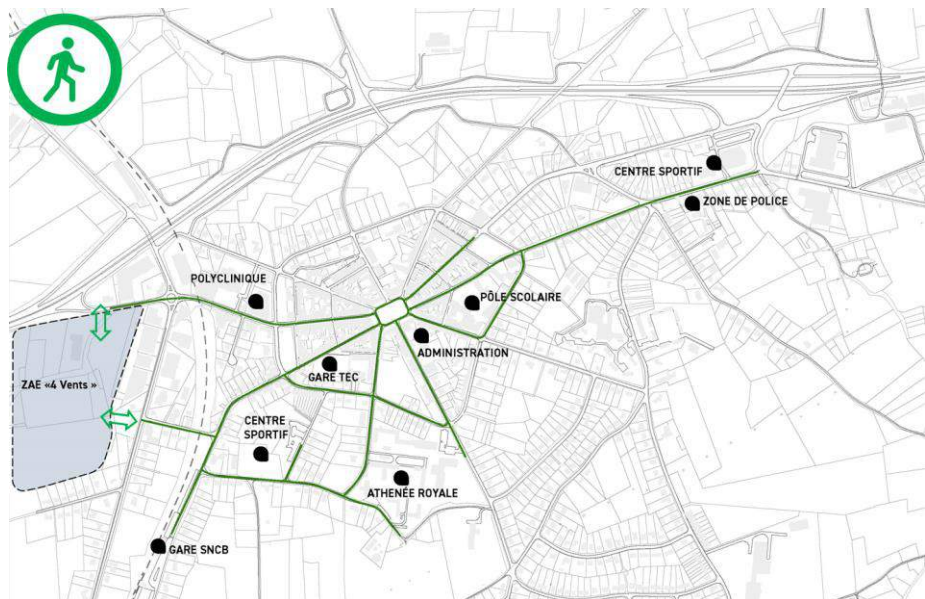 CENTRE SPORTIF
ZONE DE POLICE
POLYCLINIQUE
PÔLE SCOLAIRE
ADMINISTRATION
GARE TEC
ZAE «4 Vents »
CENTRE
SPORTIF
ATHENÉE ROYALE
GARE SNCB